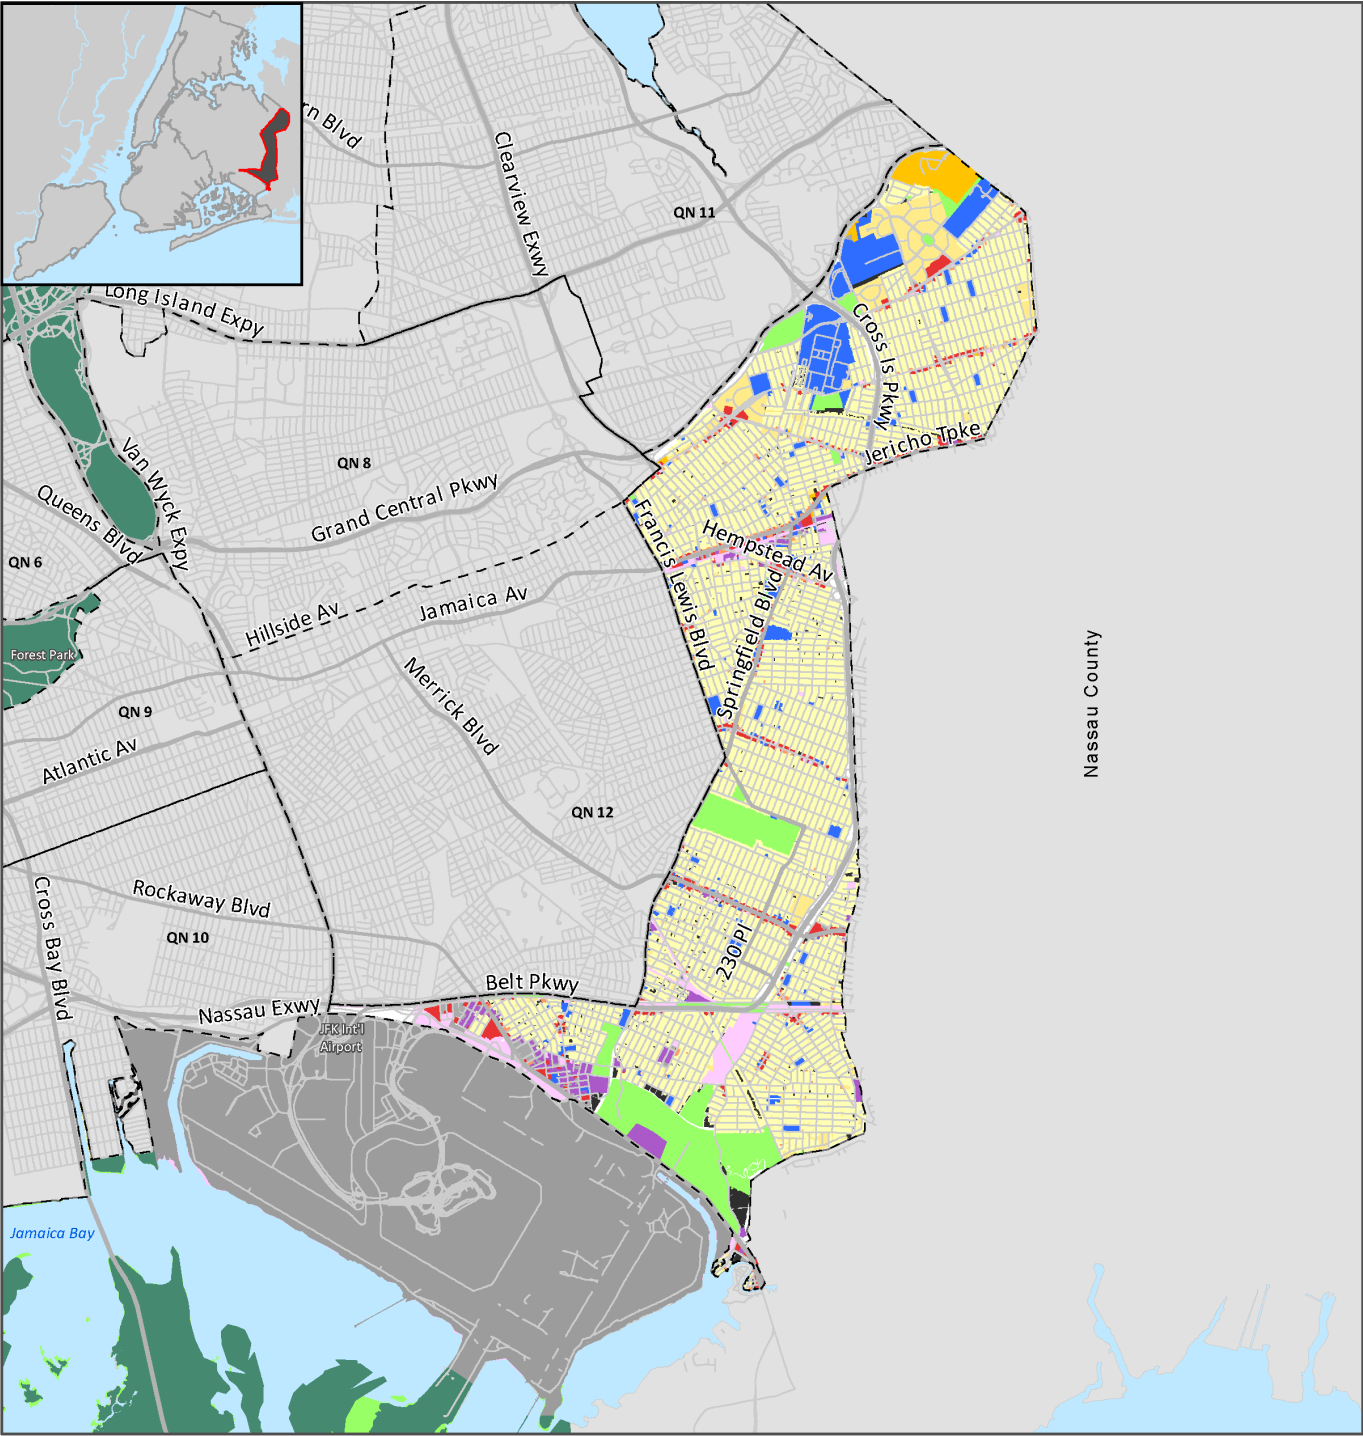 rn Blvd
Clearview Expy
QN 11
Long Island Expy
Cross Is Pkwy
Jericho Tpke
Van Wyck Expy
QN 8
Queens Blvd
Grand Central Pkwy
Francis Lewis Blvd
Hempstead Av
QN 6
Hillside Av
Jamaica Av
Springfield Blvd
Forest Park
Nassau County
Merrick Blvd
QN 9
Atlantic Av
QN 12
Rockaway Blvd
Cross Bay Blvd
QN 10
230 Pl
Belt Pkwy
Nassau Exwy
JFK Int'l
Airport
Jamaica Bay